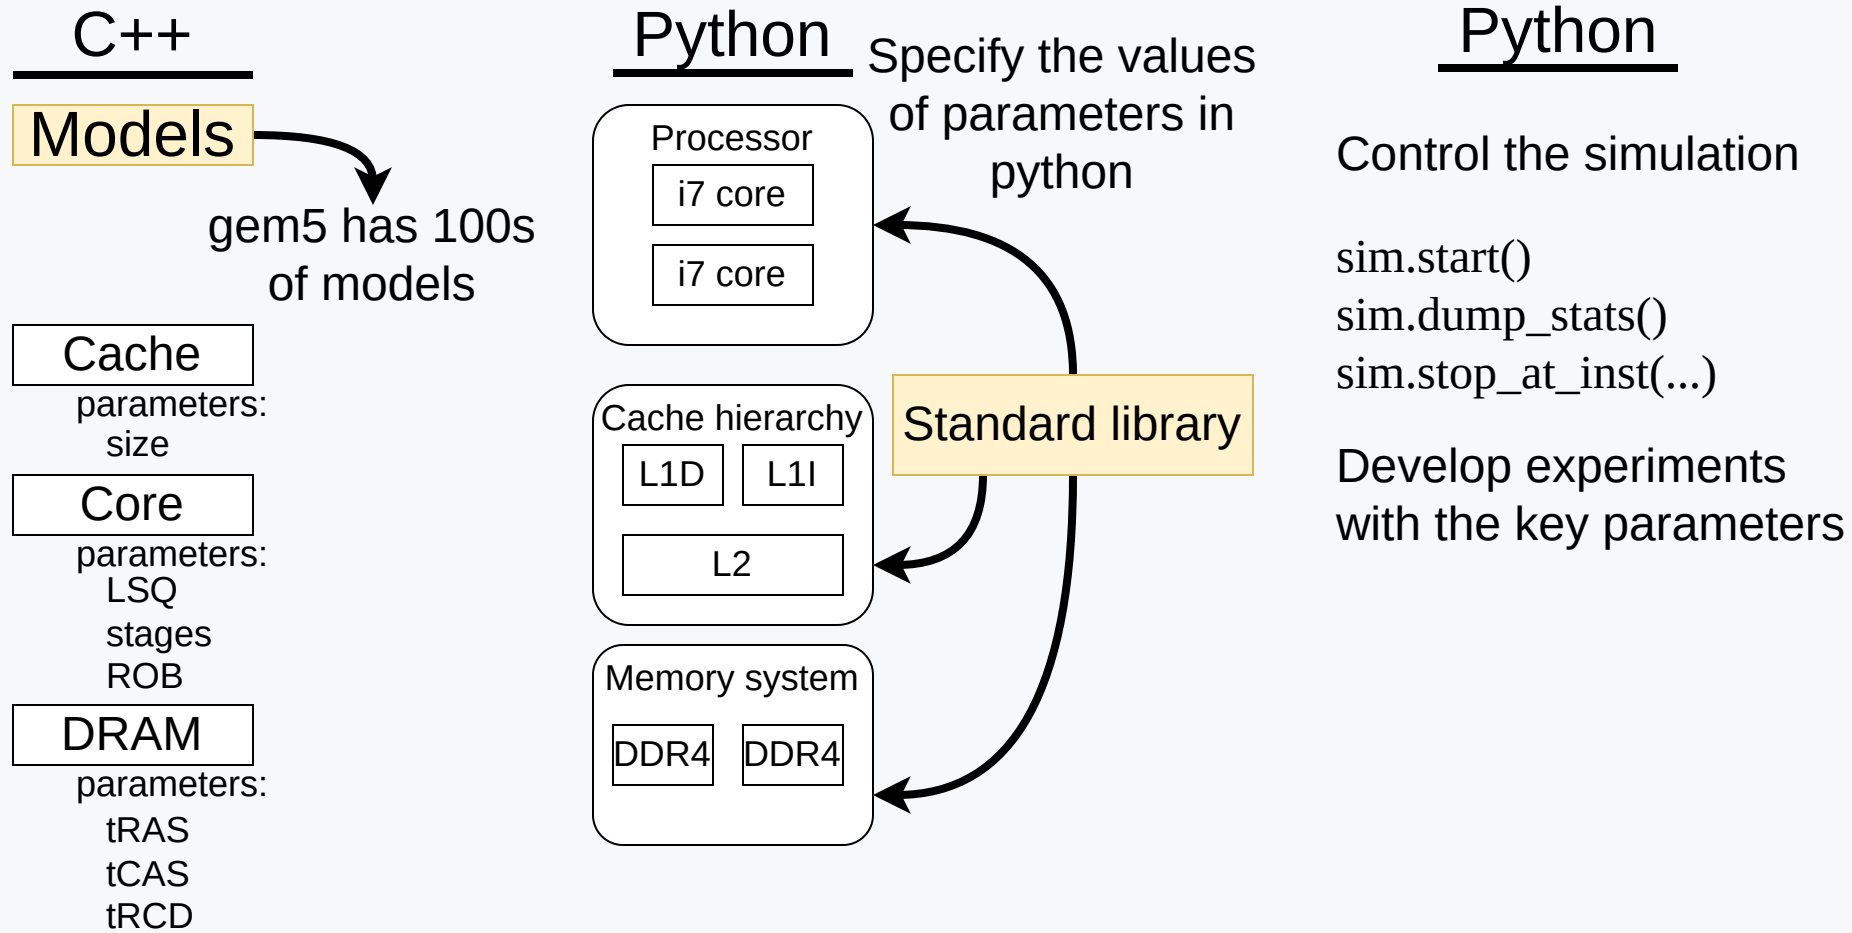 C++
Models
gem5 has 100s
of models
Cache
parameters:
size
Core
parameters:
LSQ
stages
ROB
DRAM
parameters:
tRAS
tCAS
tRCD
Python
Specify the values
of parameters in
python
Processor
i7 core
i7 core
Cache hierarchy
L1D
L1I
L2
Memory system
DDR4
DDR4
Standard library
Python
Control the simulation
sim.start()
sim.dump_stats()
sim.stop_at_inst(...)
Develop experiments
with the key parameters